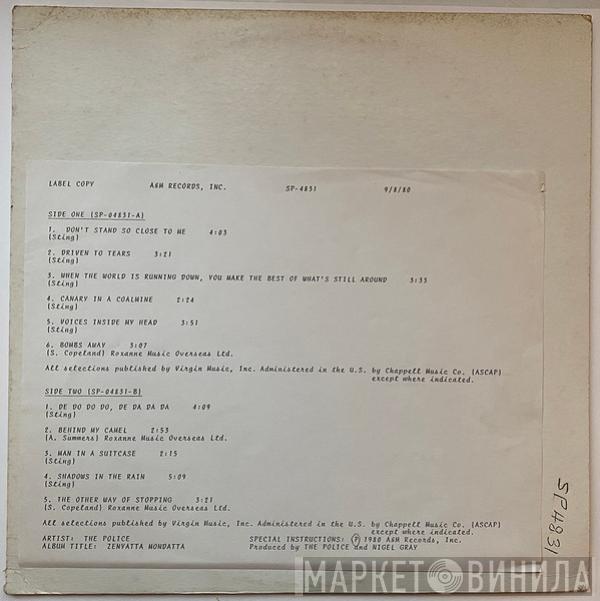 LABEL COPY A&M RECORDS, INC. SP-4831 9/8/80
SIDE ONE (SP-04831-A)
1. DON'T STAND SO CLOSE TO ME 4:03
(Sting)
2. DRIVEN TO TEARS 3:21
(Sting)
3. WHEN THE WORLD IS RUNNING DOWN, YOU MAKE THE BEST OF WHAT'S STILL AROUND 3:33
(Sting)
4. CANARY IN A COALMINE 2:24
(Sting)
5. VOICES INSIDE MY HEAD 3:51
(Sting)
6. BOMBS AWAY 3:07
(S. Copeland) Roxanne Music Overseas Ltd.
All selections published by Virgin Music, Inc. Administered in the U.S. by Chappell Music Co. (ASCAP)
except where indicated.
SIDE TWO (SP-04831-B)
1. DE DO DO DO, DE DA DA DA 4:09
(Sting)
2. BEHIND MY CAMEL 2:53
(A. Summers) Roxanne Music Overseas Ltd.
3. MAN IN A SUITCASE 2:15
(Sting)
4. SHADOWS IN THE RAIN 5:09
(Sting)
5. THE OTHER WAY OF STOPPING 3:21
(S. Copeland) Roxanne Music Overseas Ltd.
All selections published by Virgin Music, Inc. Administered in the U.S. by Chappell Music Co. (ASCAP)
except where indicated.
ARTIST: THE POLICE SPECIAL INSTRUCTIONS: Ⓟ 1980 A&M Records, Inc.
ALBUM TITLE: ZENYATTA MONDATTA Produced by THE POLICE and NIGEL GRAY
SP4831
МАРКЕТ ВИНИЛА